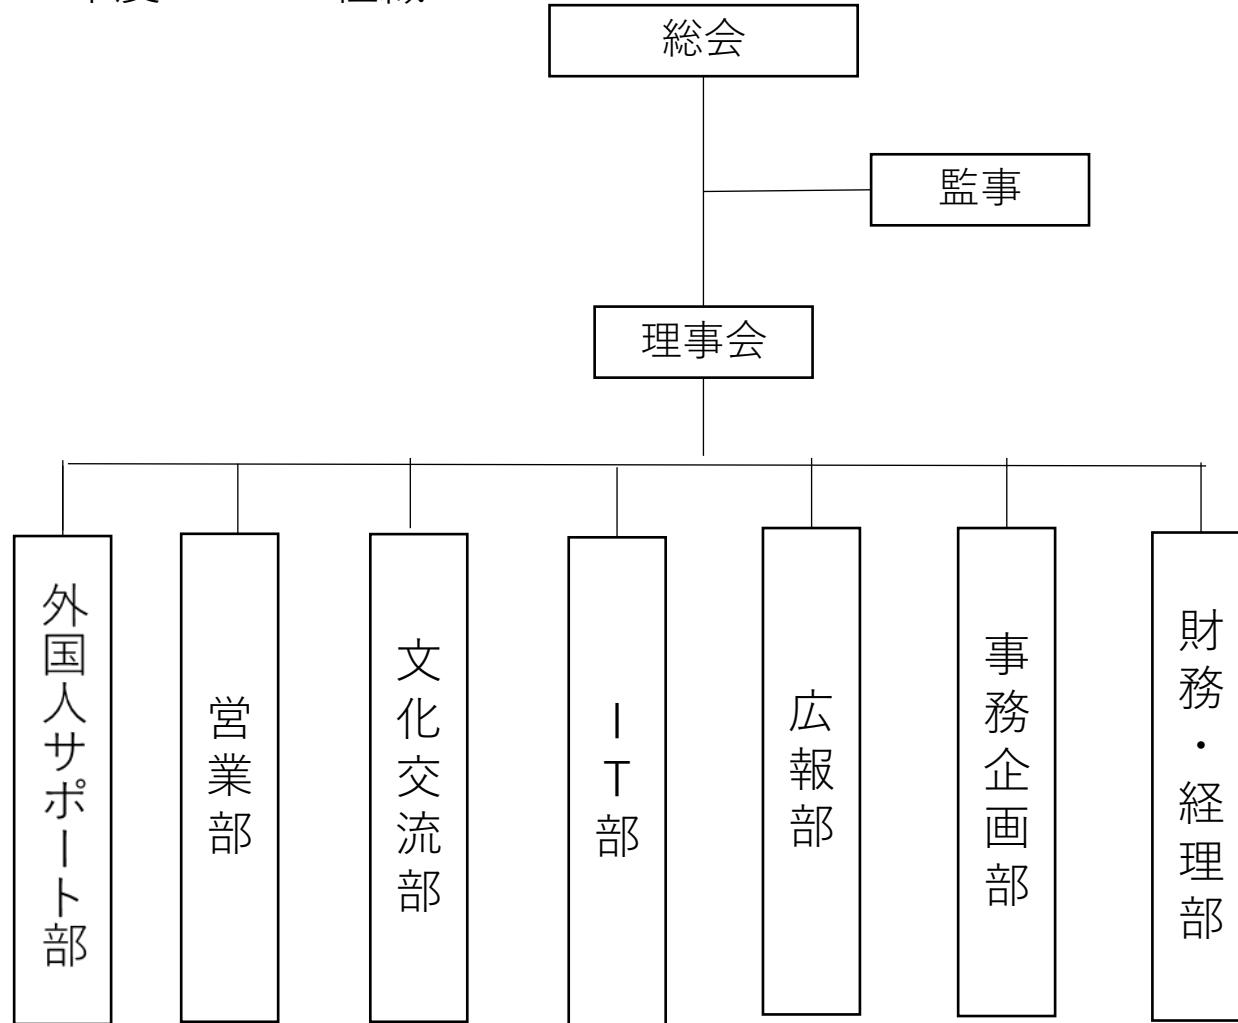 総会
監事
理事会
外国人サポート部
営業部
文化交流部
IT部
広報部
事務企画部
財務・経理部